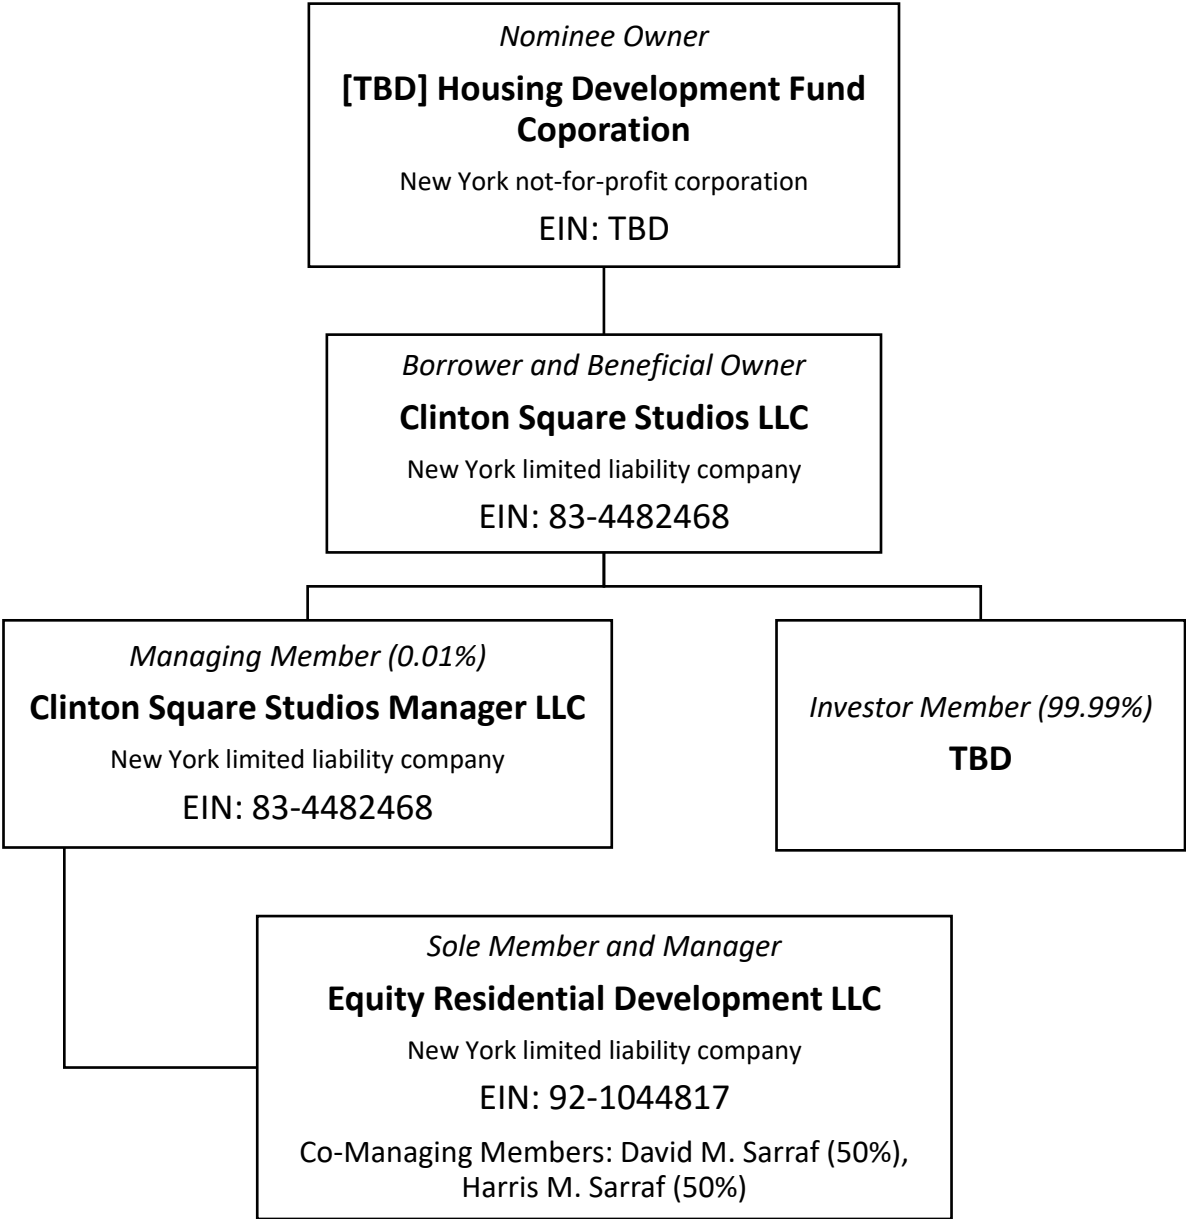 Nominee Owner
[TBD] Housing Development Fund
Coporation
New York not-for-profit corporation
EIN: TBD
Borrower and Beneficial Owner
Clinton Square Studios LLC
New York limited liability company
EIN: 83-4482468
Managing Member (0.01%)
Clinton Square Studios Manager LLC
New York limited liability company
EIN: 83-4482468
Investor Member (99.99%)
TBD
Sole Member and Manager
Equity Residential Development LLC
New York limited liability company
EIN: 92-1044817
Co-Managing Members: David M. Sarraf (50%),
Harris M. Sarraf (50%)